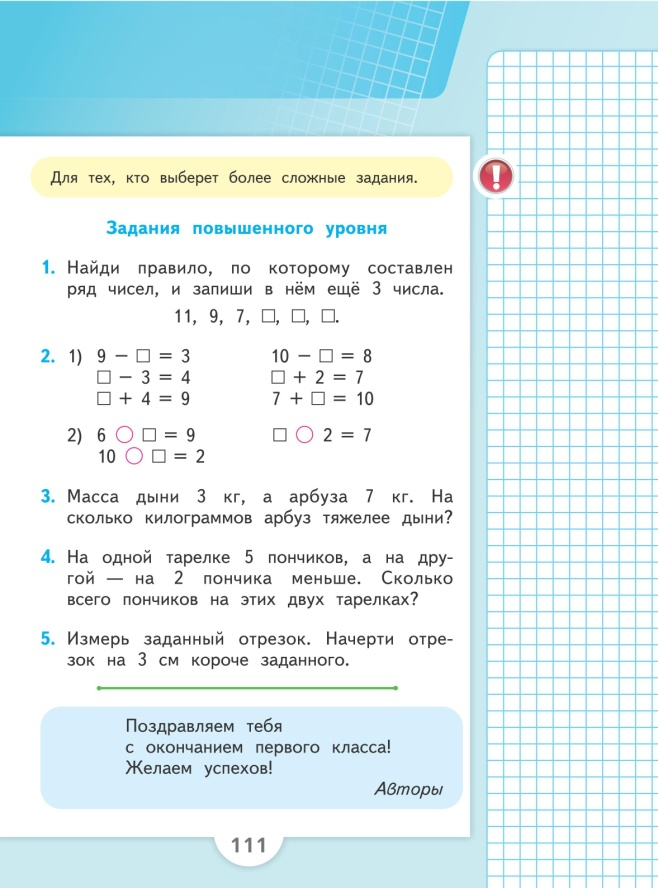 Для тех, кто выберет более сложные задания.
Задания повышенного уровня
1. Найди правило, по которому составлен
ряд чисел, и запиши в нём ещё 3 числа.
11, 9, 7, □, □, □.
2. 1) 9 − □ = 3 10 − □ = 8
□ − 3 = 4 □ + 2 = 7
□ + 4 = 9 7 + □ = 10
2) 6 ○ □ = 9 □ ○ 2 = 7
10 ○ □ = 2
3. Масса дыни 3 кг, а арбуза 7 кг. На
сколько килограммов арбуз тяжелее дыни?
4. На одной тарелке 5 пончиков, а на дру-
гой — на 2 пончика меньше. Сколько
всего пончиков на этих двух тарелках?
5. Измерь заданный отрезок. Начерти отре-
зок на 3 см короче заданного.
Поздравляем тебя
с окончанием первого класса!
Желаем успехов!
Авторы
111